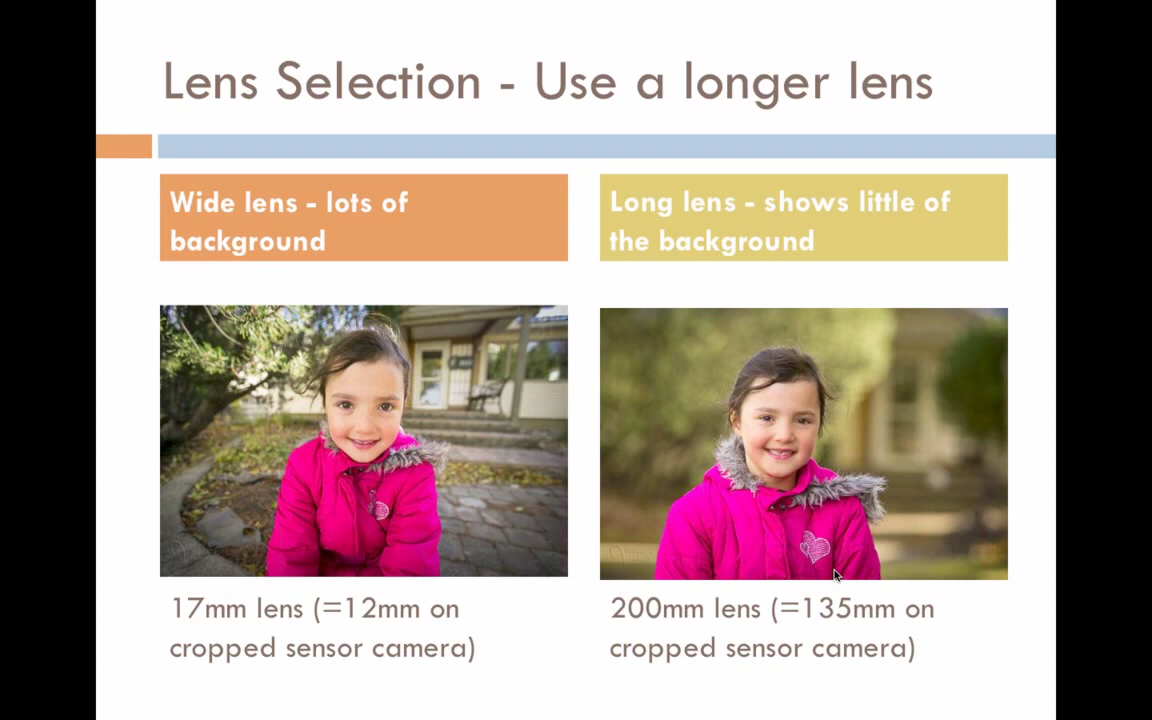 Lens Selection - Use a longer lens
Wide lens - lots of
background
Long lens - shows little of
the background
17mm lens (=12mm on
cropped sensor camera)
200mm lens (=135mm on
cropped sensor camera)